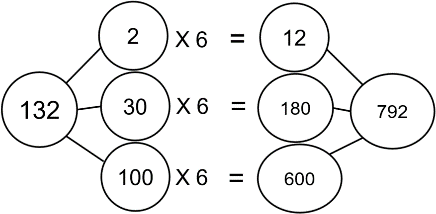 2 X 6 = 12
132 30 X 6 = 180 792
100 X 6 = 600